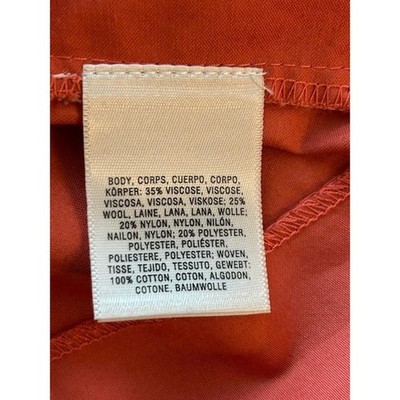 BODY, CORPS, CUERPO, CORPO,
KÖRPER: 35% VISCOSE, VISCOSE,
VISCOSA, VISCOSA, VISKOSE; 25%
WOOL, LAINE, LANA, LANA, WOLLE;
20% NYLON, NYLON, NILÓN,
NAILON, NYLON; 20% POLYESTER,
POLYESTER, POLIÉSTER,
POLIESTERE, POLYESTER; WOVEN,
TISSE, TEJIDO, TESSUTO, GEWEBT:
100% COTTON, COTON, ALGODON,
COTONE, BAUMWOLLE